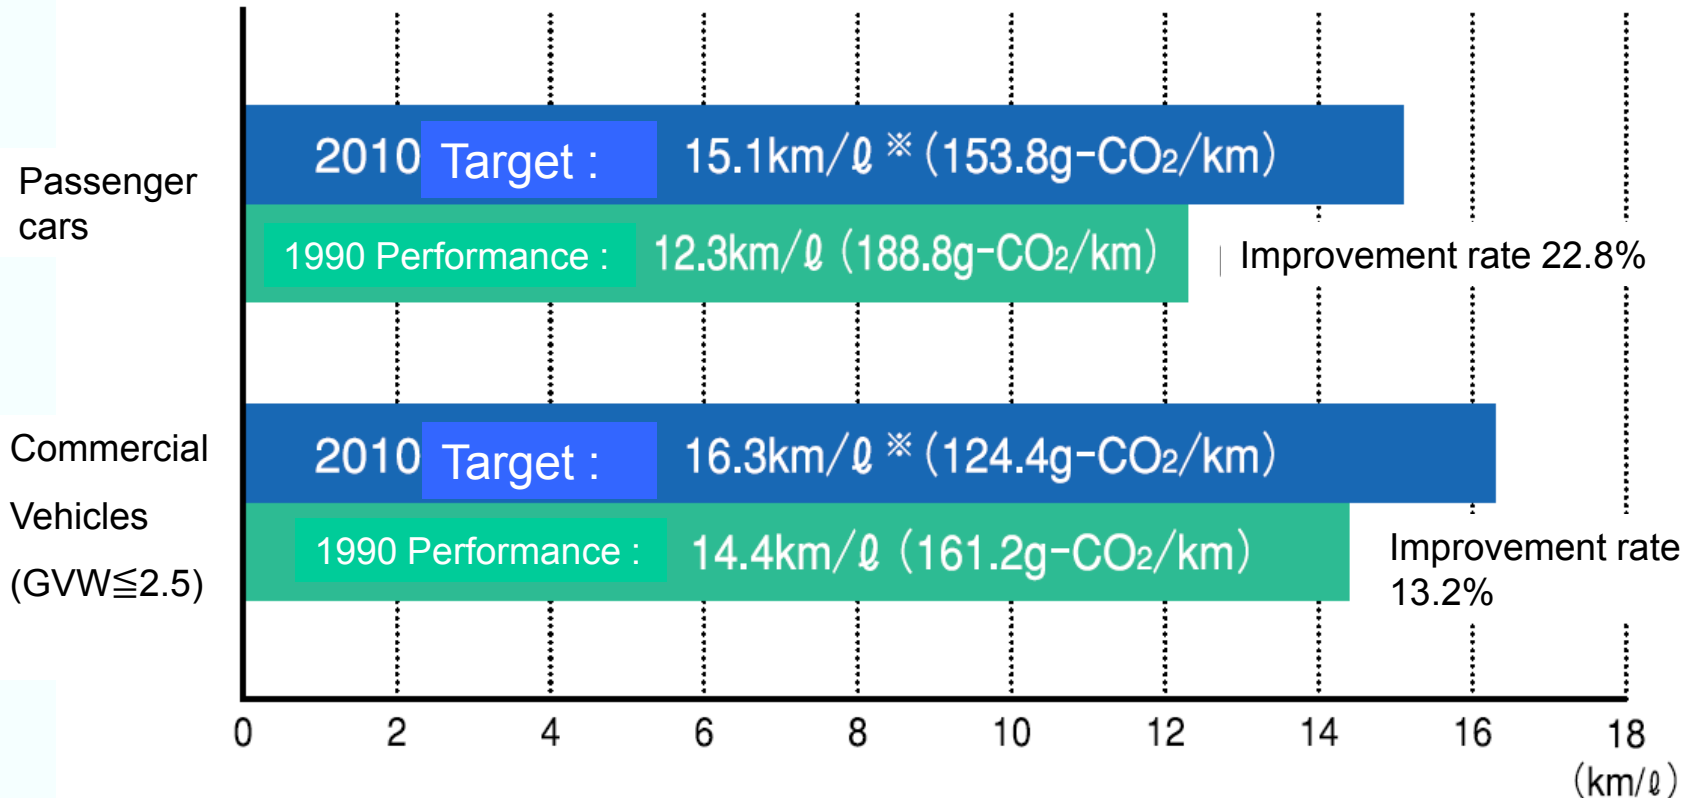 Passenger
cars
2010 Target : 15.1km/ℓ ※ (153.8g-CO₂/km)
1990 Performance : 12.3km/ℓ (188.8g-CO₂/km)
Improvement rate 22.8%
Commercial
Vehicles
(GVW≦2.5)
2010 Target : 16.3km/ℓ ※ (124.4g-CO₂/km)
1990 Performance : 14.4km/ℓ (161.2g-CO₂/km)
Improvement rate
13.2%
0 2 4 6 8 10 12 14 16 18
(km/ℓ)